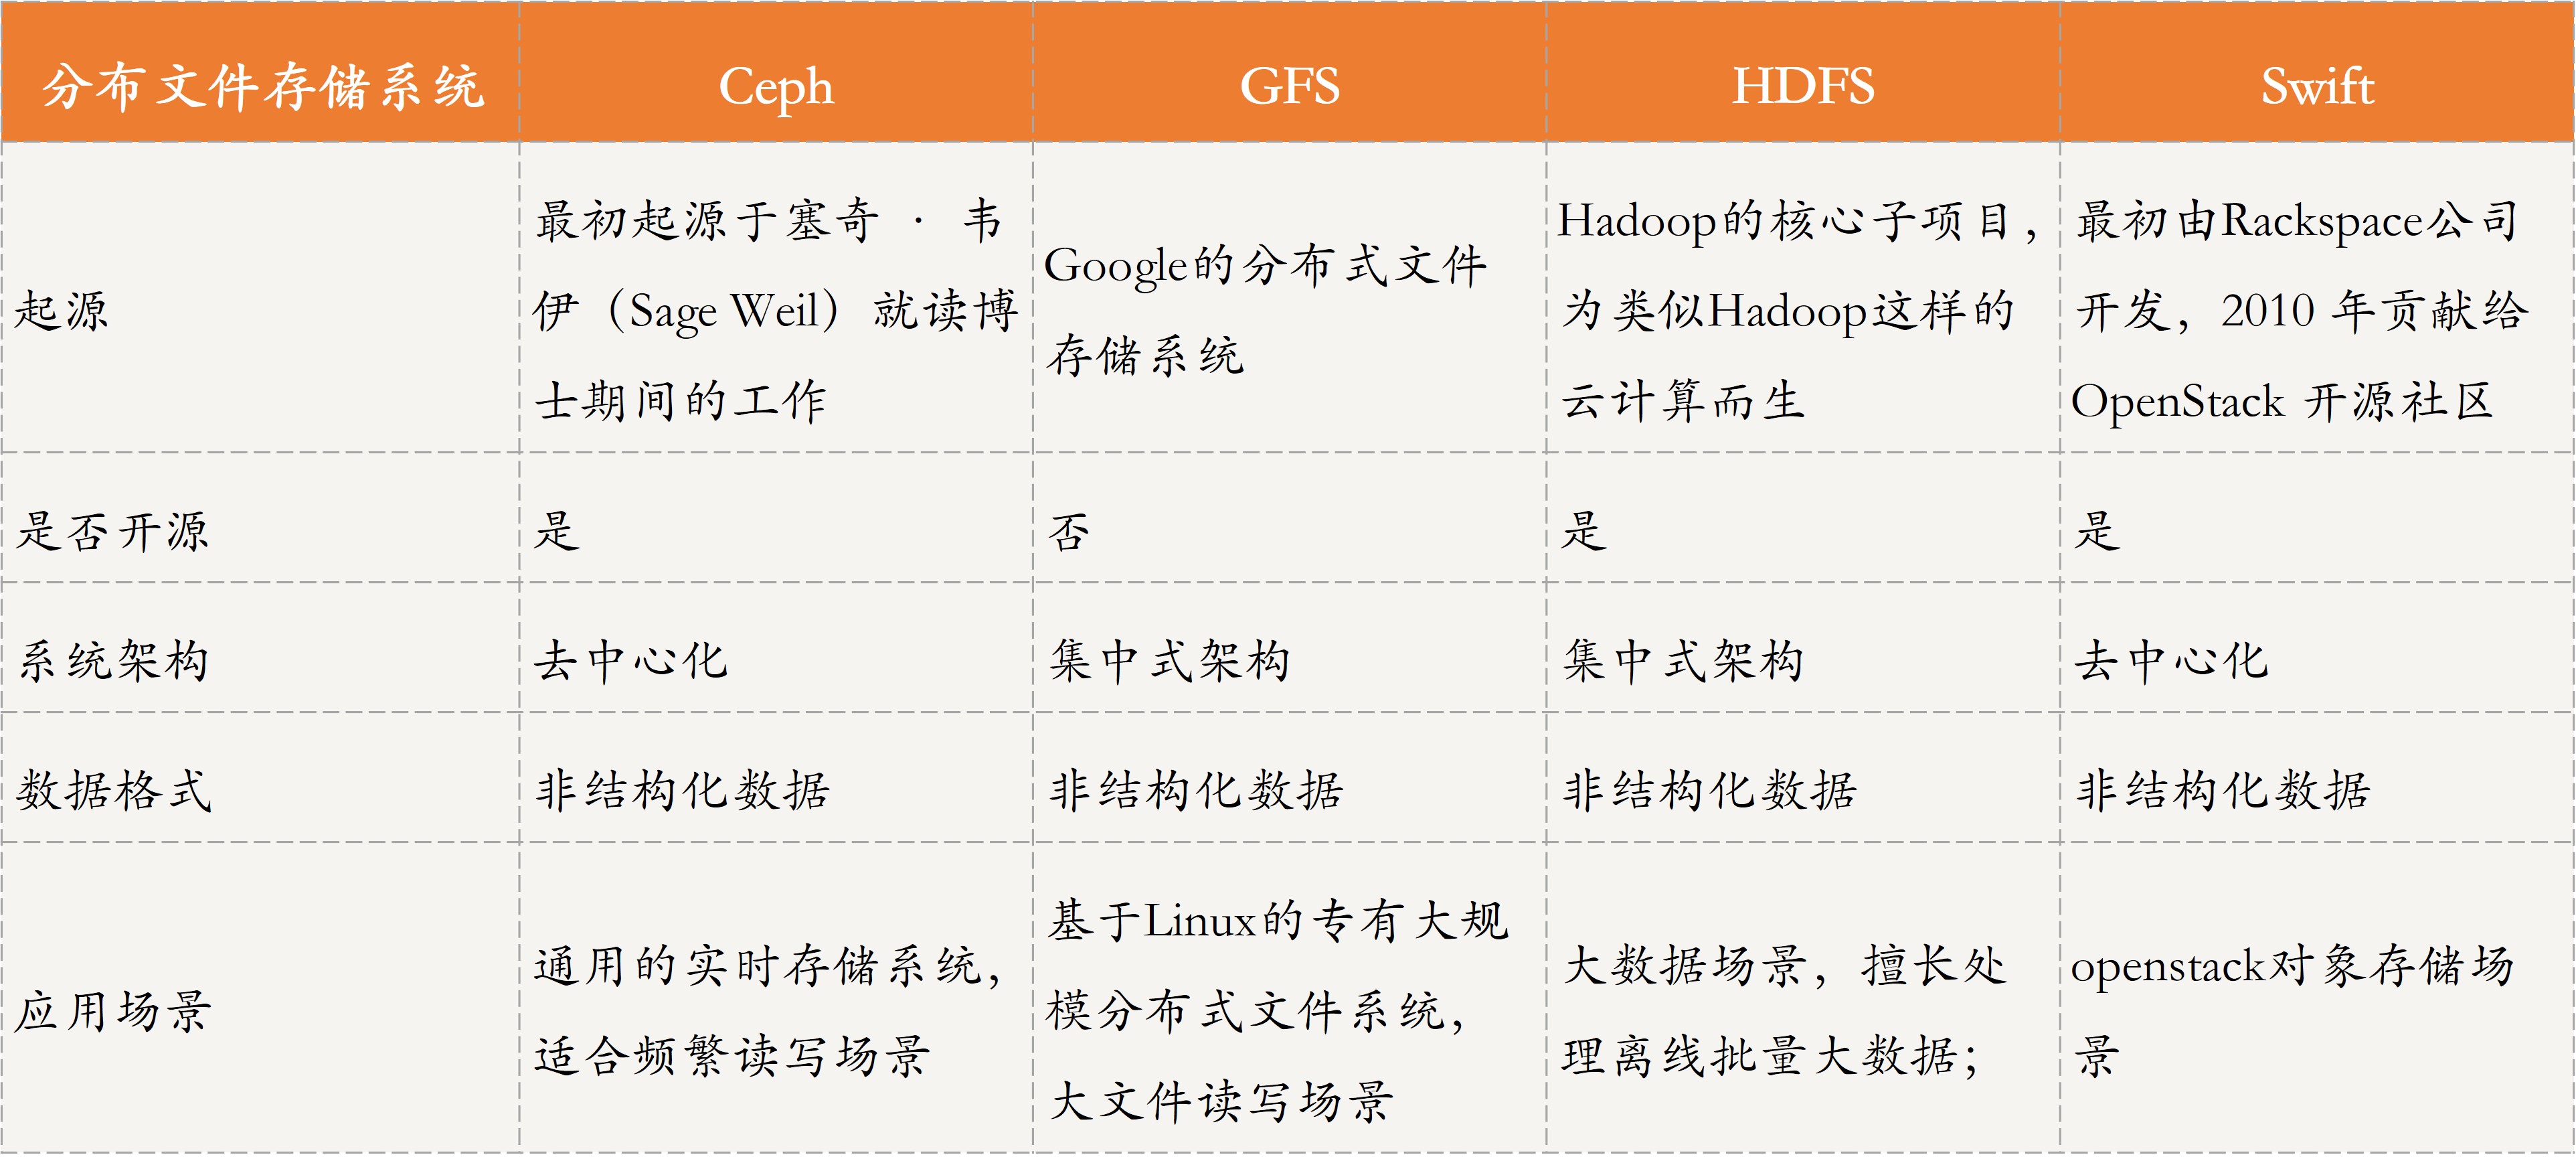 分布文件存储系统
Ceph
GFS
HDFS
Swift
起源
最初起源于塞奇 · 韦
伊（Sage Weil）就读博
士期间的工作
Google的分布式文件
存储系统
Hadoop的核心子项目，
为类似Hadoop这样的
云计算而生
最初由Rackspace公司
开发，2010 年贡献给
OpenStack 开源社区
是否开源
是
否
是
是
系统架构
去中心化
集中式架构
集中式架构
去中心化
数据格式
非结构化数据
非结构化数据
非结构化数据
非结构化数据
应用场景
通用的实时存储系统，
适合频繁读写场景
基于Linux的专有大规
模分布式文件系统，
大文件读写场景
大数据场景，擅长处
理离线批量大数据；
openstack对象存储场
景